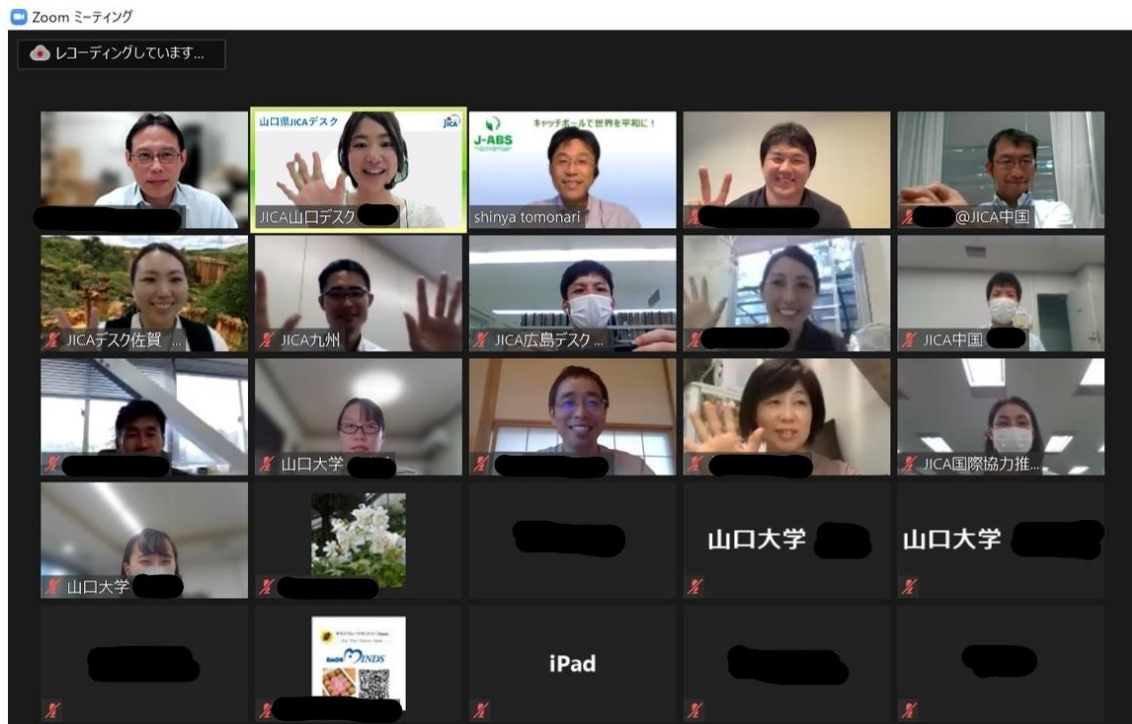 Zoom ミーティング
レコーディングしています...
山口県JICAデスク
JICA
J-ABS
キャッチボールで世界を平和に！
JICA山口デスク
shinya tomonari
@JICA中国
JICAデスク佐賀 ...
JICA九州
JICA広島デスク...
JICA中国
山口大学
JICA国際協力推...
山口大学
山口大学
山口大学
MINDS
iPad